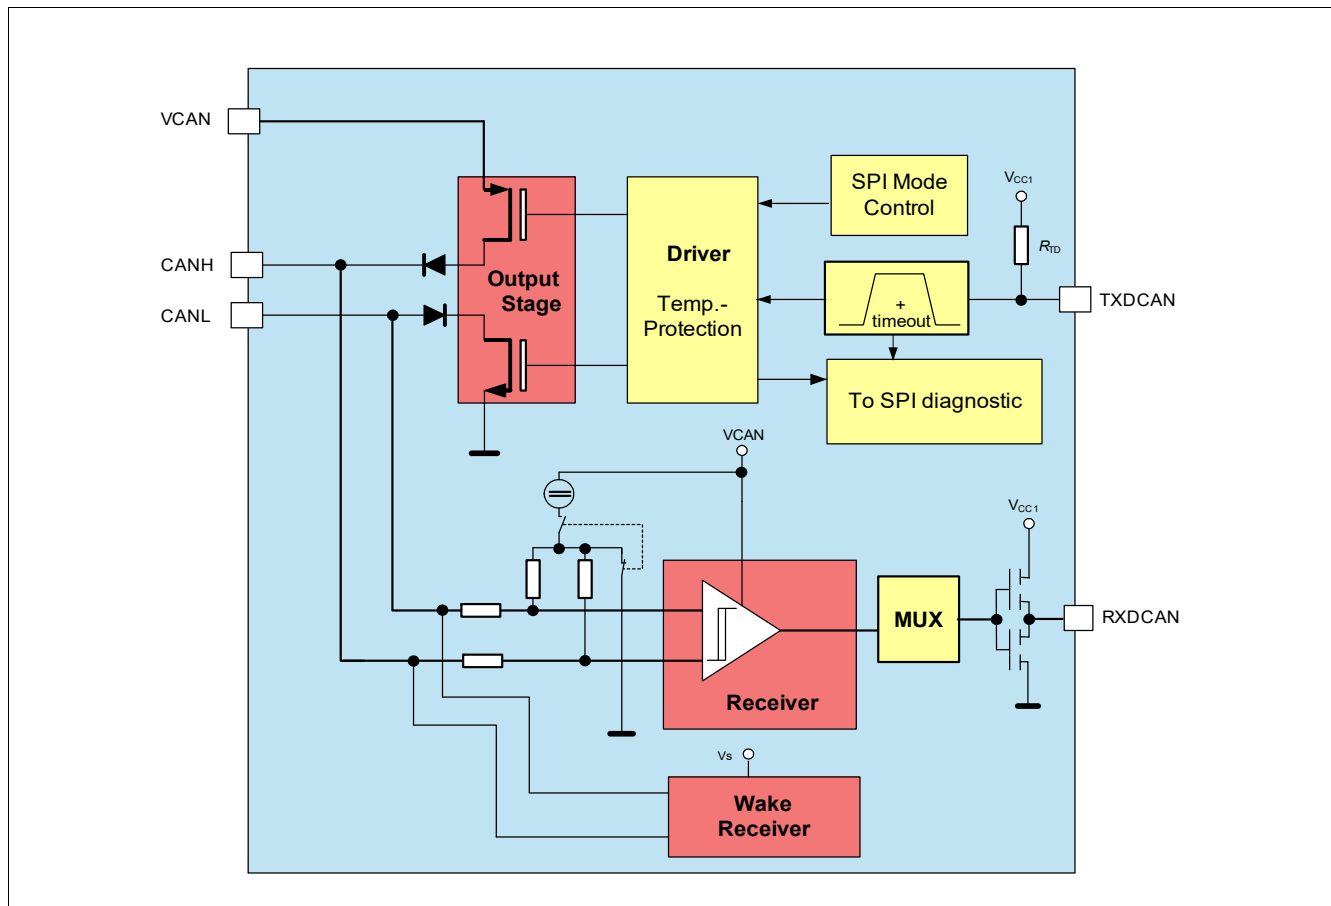 VCAN
SPI Mode
Control
VCC1
RTD
CANH
Driver
Output
Stage
CANL
Temp.-
Protection
+
timeout
TXDCAN
To SPI diagnostic
VCAN
VCC1
MUX
RXDCAN
Receiver
Vs
Wake
Receiver